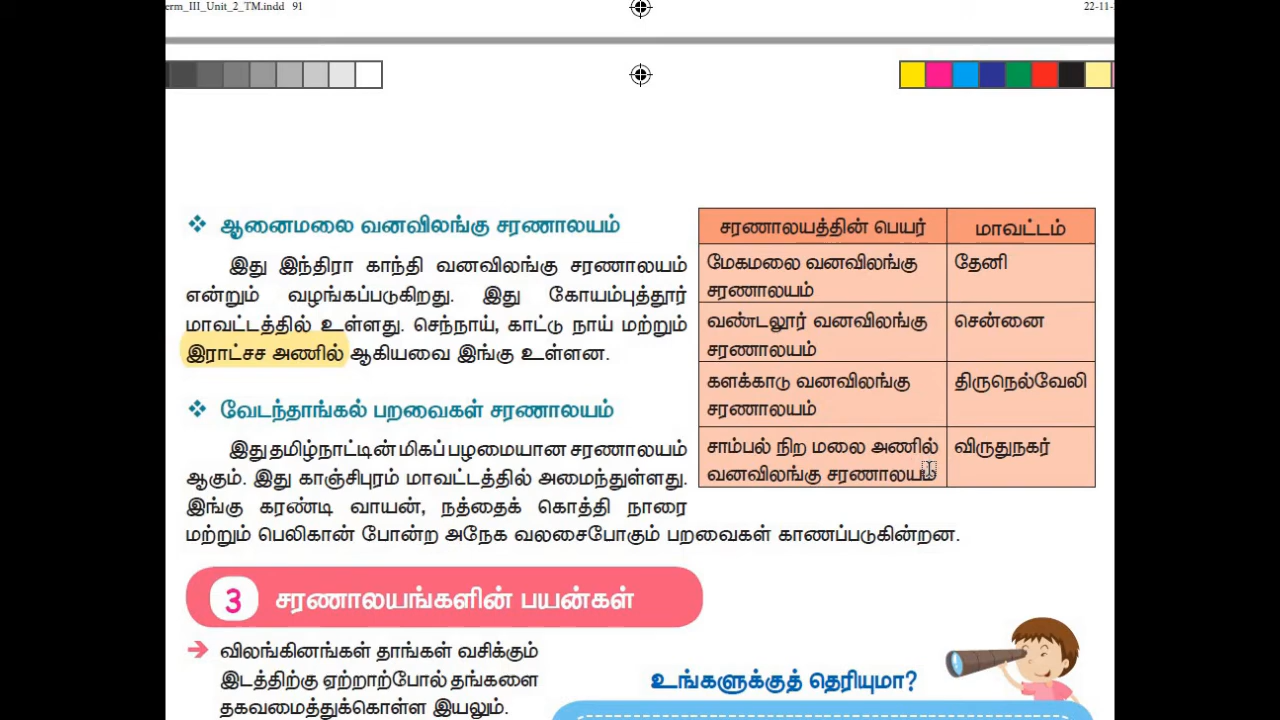 erm_III_Unit_2_TM.indd 91
22-11-
❖ ஆனைமலை வனவிலங்கு சரணாலயம்
இது இந்திரா காந்தி வனவிலங்கு சரணாலயம்
என்றும் வழங்கப்படுகிறது. இது கோயம்புத்தூர்
மாவட்டத்தில் உள்ளது. செந்நாய், காட்டு நாய் மற்றும்
இராட்சச அணில் ஆகியவை இங்கு உள்ளன.
❖ வேடந்தாங்கல் பறவைகள் சரணாலயம்
இது தமிழ்நாட்டின் மிகப் பழமையான சரணாலயம்
ஆகும். இது காஞ்சிபுரம் மாவட்டத்தில் அமைந்துள்ளது.
இங்கு கரண்டி வாயன், நத்தைக் கொத்தி நாரை
மற்றும் பெலிகான் போன்ற அநேக வலசைபோகும் பறவைகள் காணப்படுகின்றன.
சரணாலயத்தின் பெயர் மாவட்டம்
மேகமலை வனவிலங்கு தேனி
சரணாலயம்
வண்டலூர் வனவிலங்கு சென்னை
சரணாலயம்
களக்காடு வனவிலங்கு திருநெல்வேலி
சரணாலயம்
சாம்பல் நிற மலை அணில் விருதுநகர்
வனவிலங்கு சரணாலயம்
3 சரணாலயங்களின் பயன்கள்
➔ விலங்கினங்கள் தாங்கள் வசிக்கும்
இடத்திற்கு ஏற்றாற்போல் தங்களை
தகவமைத்துக்கொள்ள இயலும்.
உங்களுக்குத் தெரியுமா?